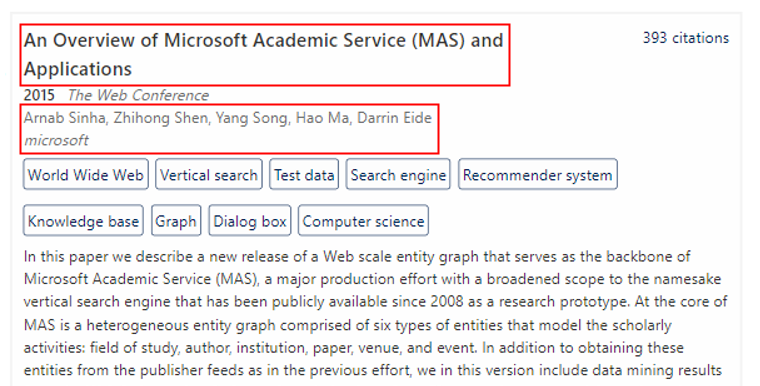 An Overview of Microsoft Academic Service (MAS) and
Applications
393 citations
2015 The Web Conference
Arnab Sinha, Zhihong Shen, Yang Song, Hao Ma, Darrin Eide
microsoft
World Wide Web Vertical search Test data Search engine Recommender system
Knowledge base Graph Dialog box Computer science
In this paper we describe a new release of a Web scale entity graph that serves as the backbone of
Microsoft Academic Service (MAS), a major production effort with a broadened scope to the namesake
vertical search engine that has been publicly available since 2008 as a research prototype. At the core of
MAS is a heterogeneous entity graph comprised of six types of entities that model the scholarly
activities: field of study, author, institution, paper, venue, and event. In addition to obtaining these
entities from the publisher feeds as in the previous effort, we in this version include data mining results